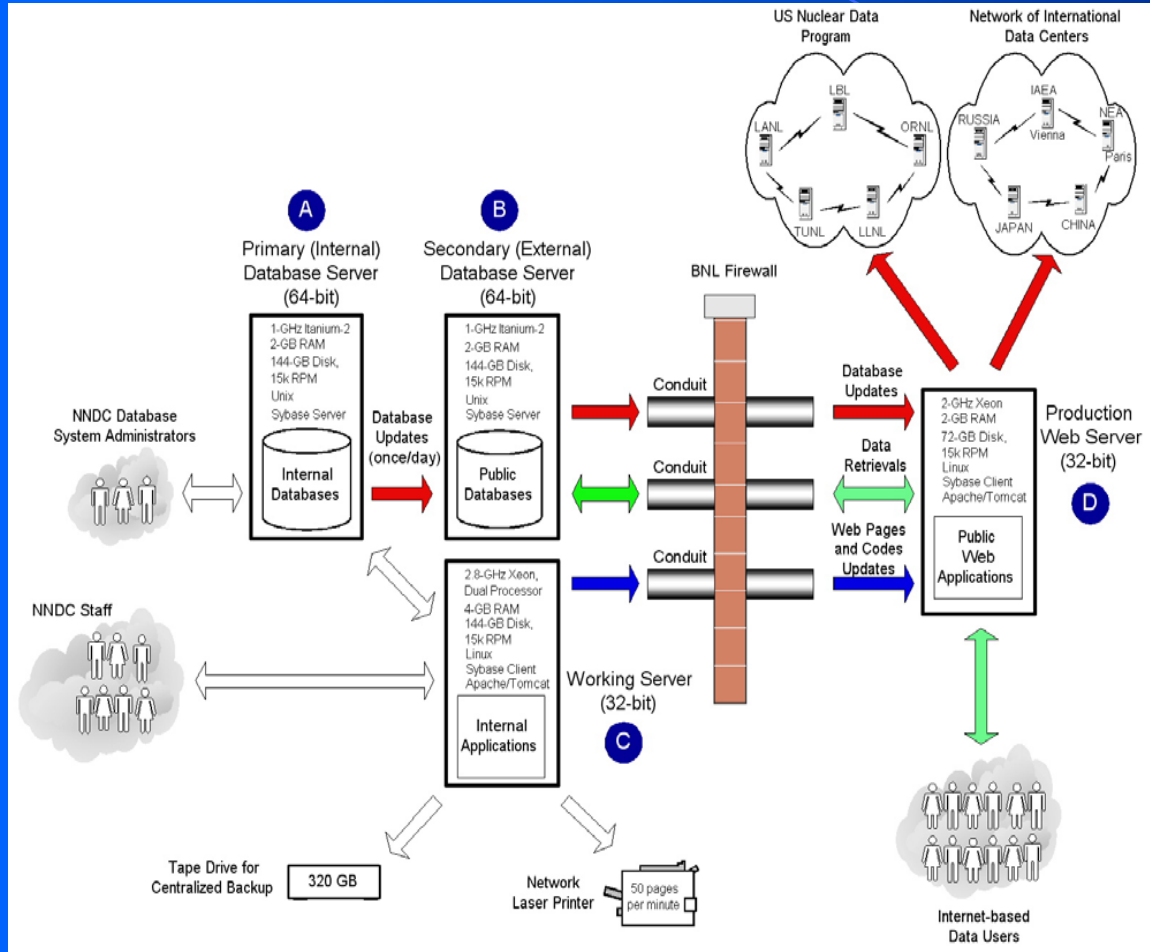 US Nuclear Data
Program
Network of International
Data Centers
LBL
LANL
ORNL
TUNL
LLNL
IAEA
Vienna
RUSSIA
NEA
Paris
JAPAN
CHINA
A
Primary (Internal)
Database Server
(64-bit)
1-GHz Itanium-2
2-GB RAM
144-GB Disk,
15k RPM
Unix
Sybase Server
Internal
Databases
B
Secondary (External)
Database Server
(64-bit)
1-GHz Itanium-2
2-GB RAM
144-GB Disk,
15k RPM
Unix
Sybase Server
Public
Databases
NNDC Database
System Administrators
Database
Updates
(once/day)
BNL Firewall
Conduit
Conduit
Conduit
Database
Updates
Data
Retrievals
Web Pages
and Codes
Updates
2-GHz Xeon
2-GB RAM
72-GB Disk,
15k RPM
Linux
Sybase Client
Apache/Tomcat
Public
Web
Applications
Production
Web Server
(32-bit)
D
NNDC Staff
2.8-GHz Xeon,
Dual Processor
4-GB RAM
144-GB Disk,
15k RPM
Linux
Sybase Client
Apache/Tomcat
Internal
Applications
Working Server
(32-bit)
C
Tape Drive for
Centralized Backup
320 GB
Network
Laser Printer
50 pages
per minute
Internet-based
Data Users